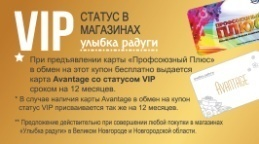 VIP СТАТУС В
МАГАЗИНАХ
улыбка радуги
При предъявлении карты «Профсоюзный Плюс»
в обмен на этот купон бесплатно выдается
карта Avantage со статусом VIP
сроком на 12 месяцев.
* В случае наличия карты Avantage в обмен на купон
статус VIP присваивается так же на 12 месяцев.
** Предложение действительно при совершении любой покупки в магазинах
«Улыбка радуги» в Великом Новгороде и Новгородской области.
ПЛЮС
Avantage